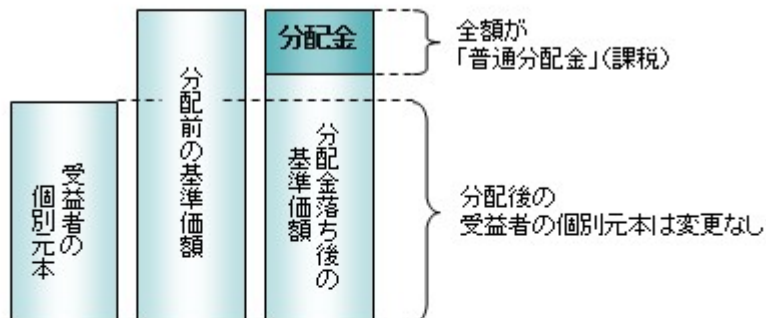 分配金
全額が
「普通分配金」(課税)
受益者の
個別元本
分配前の基準価額
分配金落ち後の
基準価額
分配後の
受益者の個別元本は変更なし